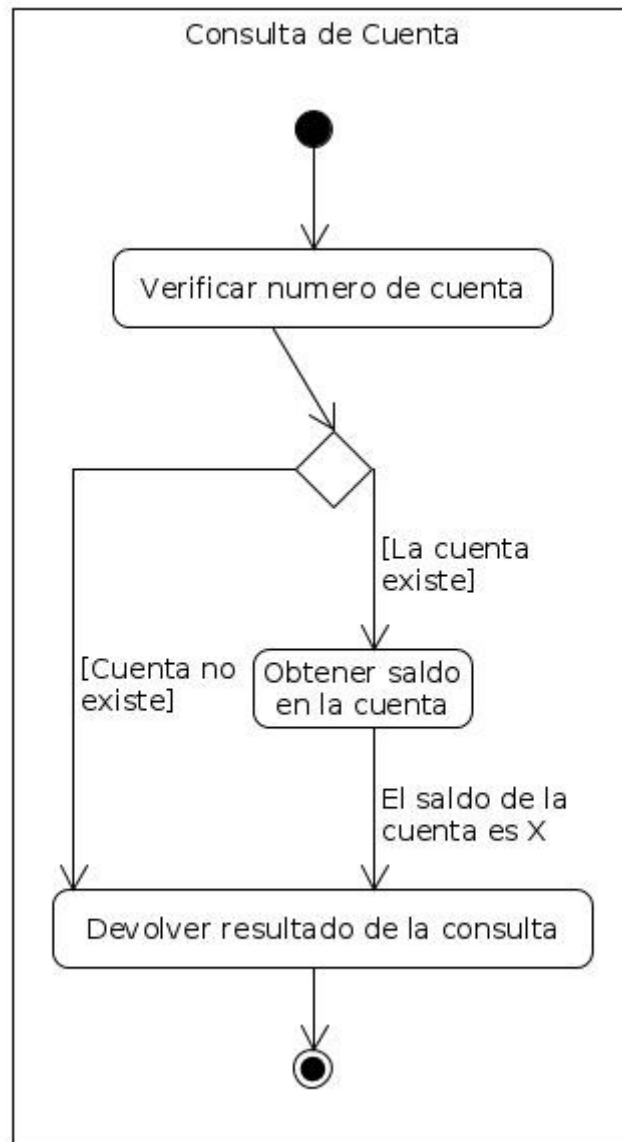 Consulta de Cuenta
Verificar numero de cuenta
[La cuenta
existe]
[Cuenta no
existe]
Obtener saldo
en la cuenta
El saldo de la
cuenta es X
Devolver resultado de la consulta